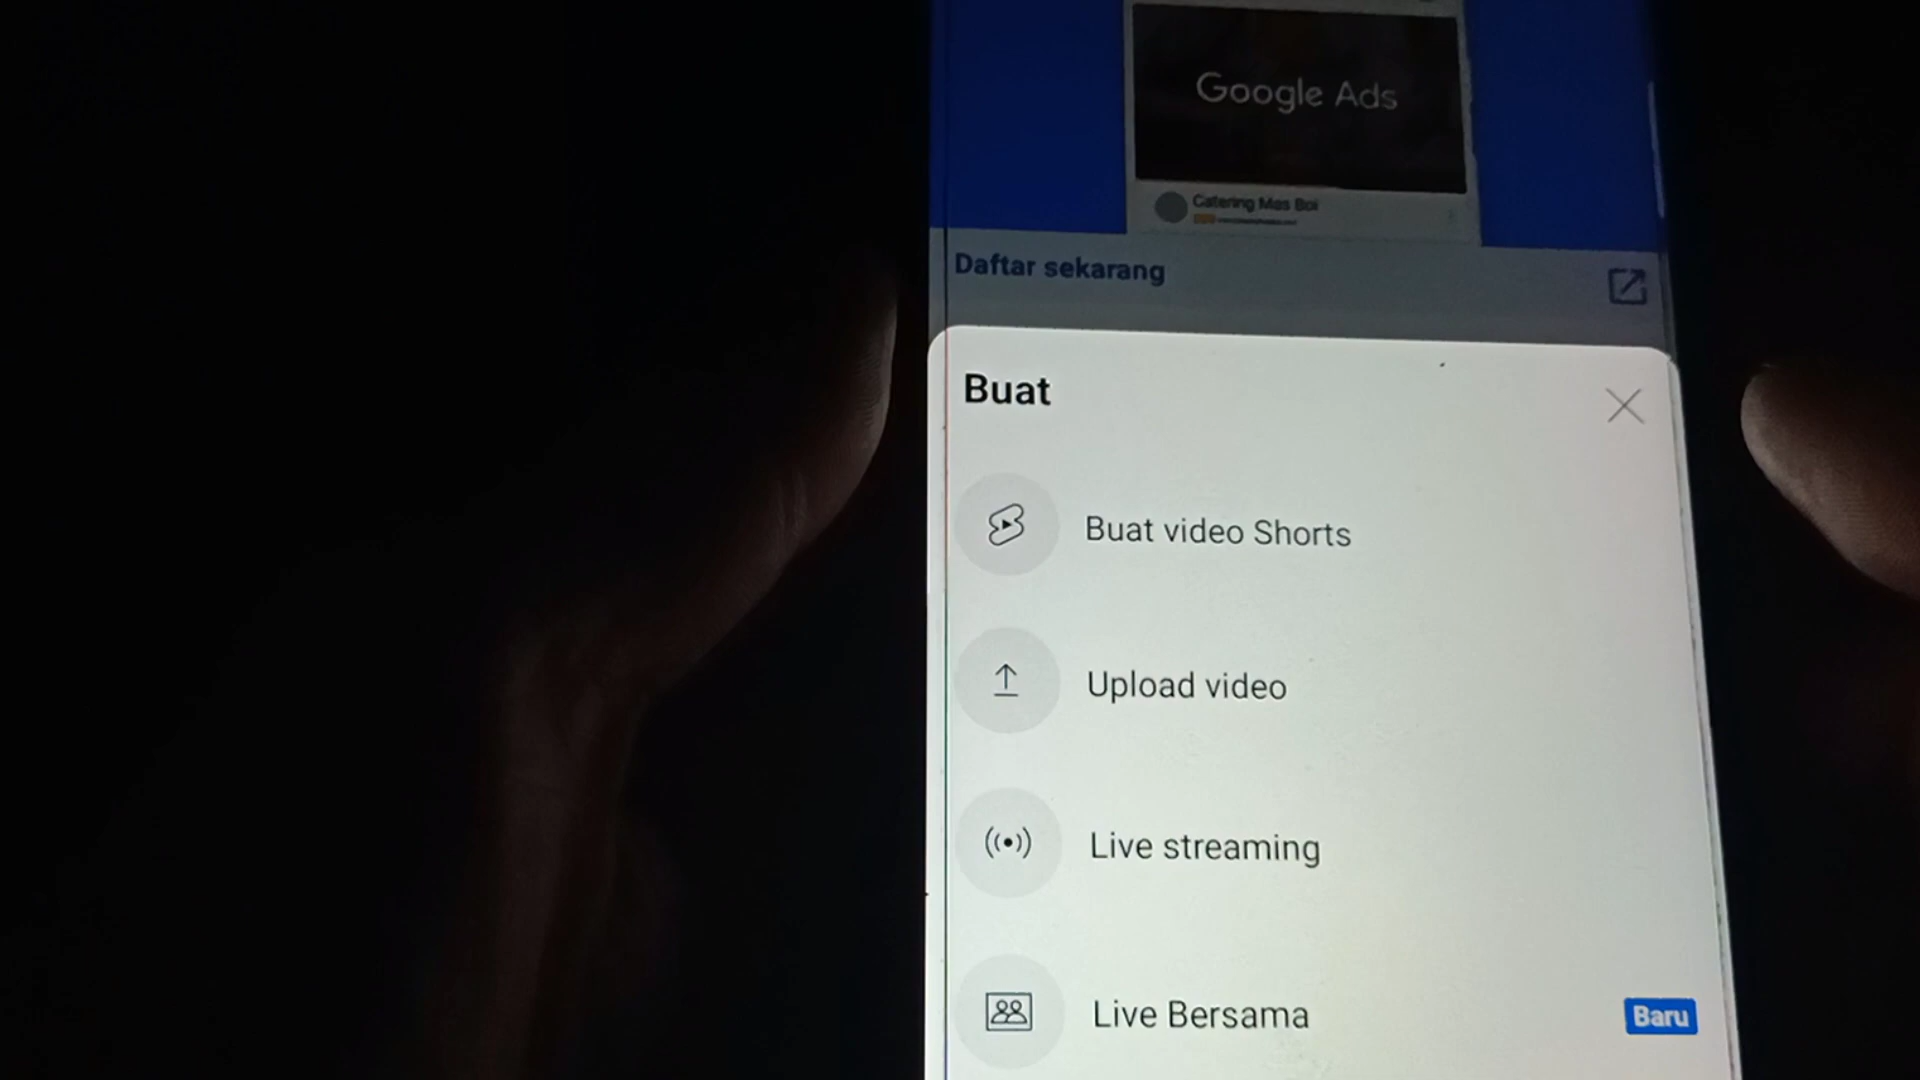 Google Ads
Catering Mas Boi
Daftar sekarang
Buat
Buat video Shorts
Upload video
Live streaming
Live Bersama
Baru